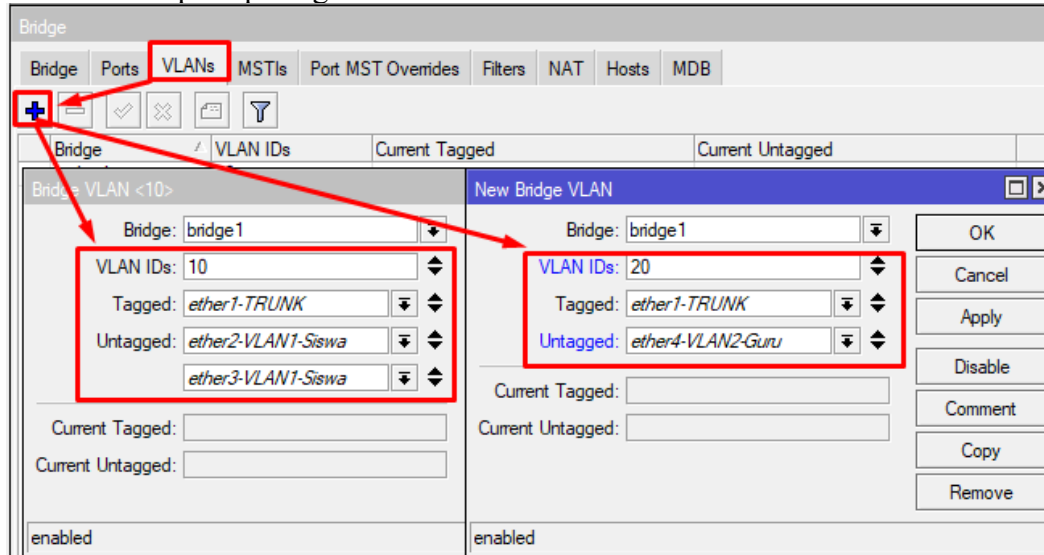 Bridge
Bridge Ports VLANs MSTIs Port MST Overrides Filters NAT Hosts MDB
Bridge VLAN IDs Current Tagged Current Untagged
Bridge VLAN <10>
Bridge: bridge1
VLAN IDs: 10
Tagged: ether1-TRUNK
Untagged: ether2-VLAN1-Siswa
ether3-VLAN1-Siswa
Current Tagged:
Current Untagged:
enabled
New Bridge VLAN
Bridge: bridge1
VLAN IDs: 20
Tagged: ether1-TRUNK
Untagged: ether4-VLAN2-Guru
Current Tagged:
Current Untagged:
enabled
OK
Cancel
Apply
Disable
Comment
Copy
Remove